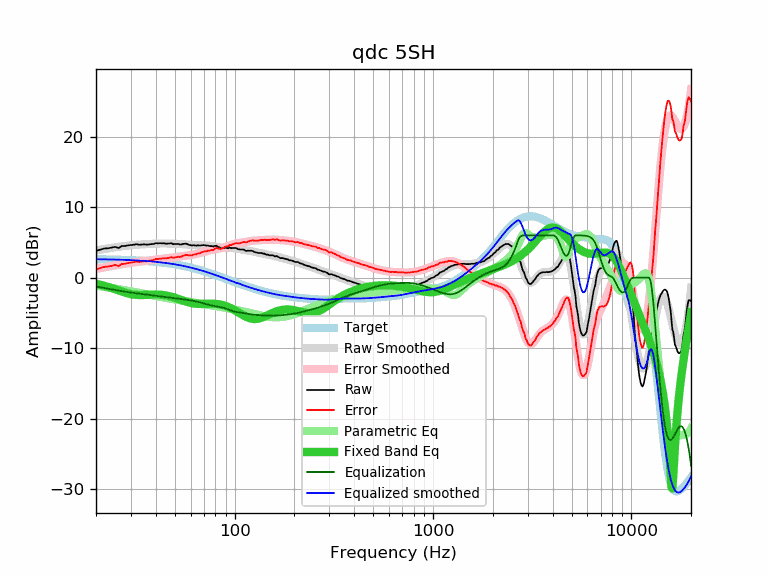 qdc 5SH
Amplitude (dBr)
20
10
0
−10
−20
−30
Target
Raw Smoothed
Error Smoothed
Raw
Error
Parametric Eq
Fixed Band Eq
Equalization
Equalized smoothed
100
1000
10000
Frequency (Hz)